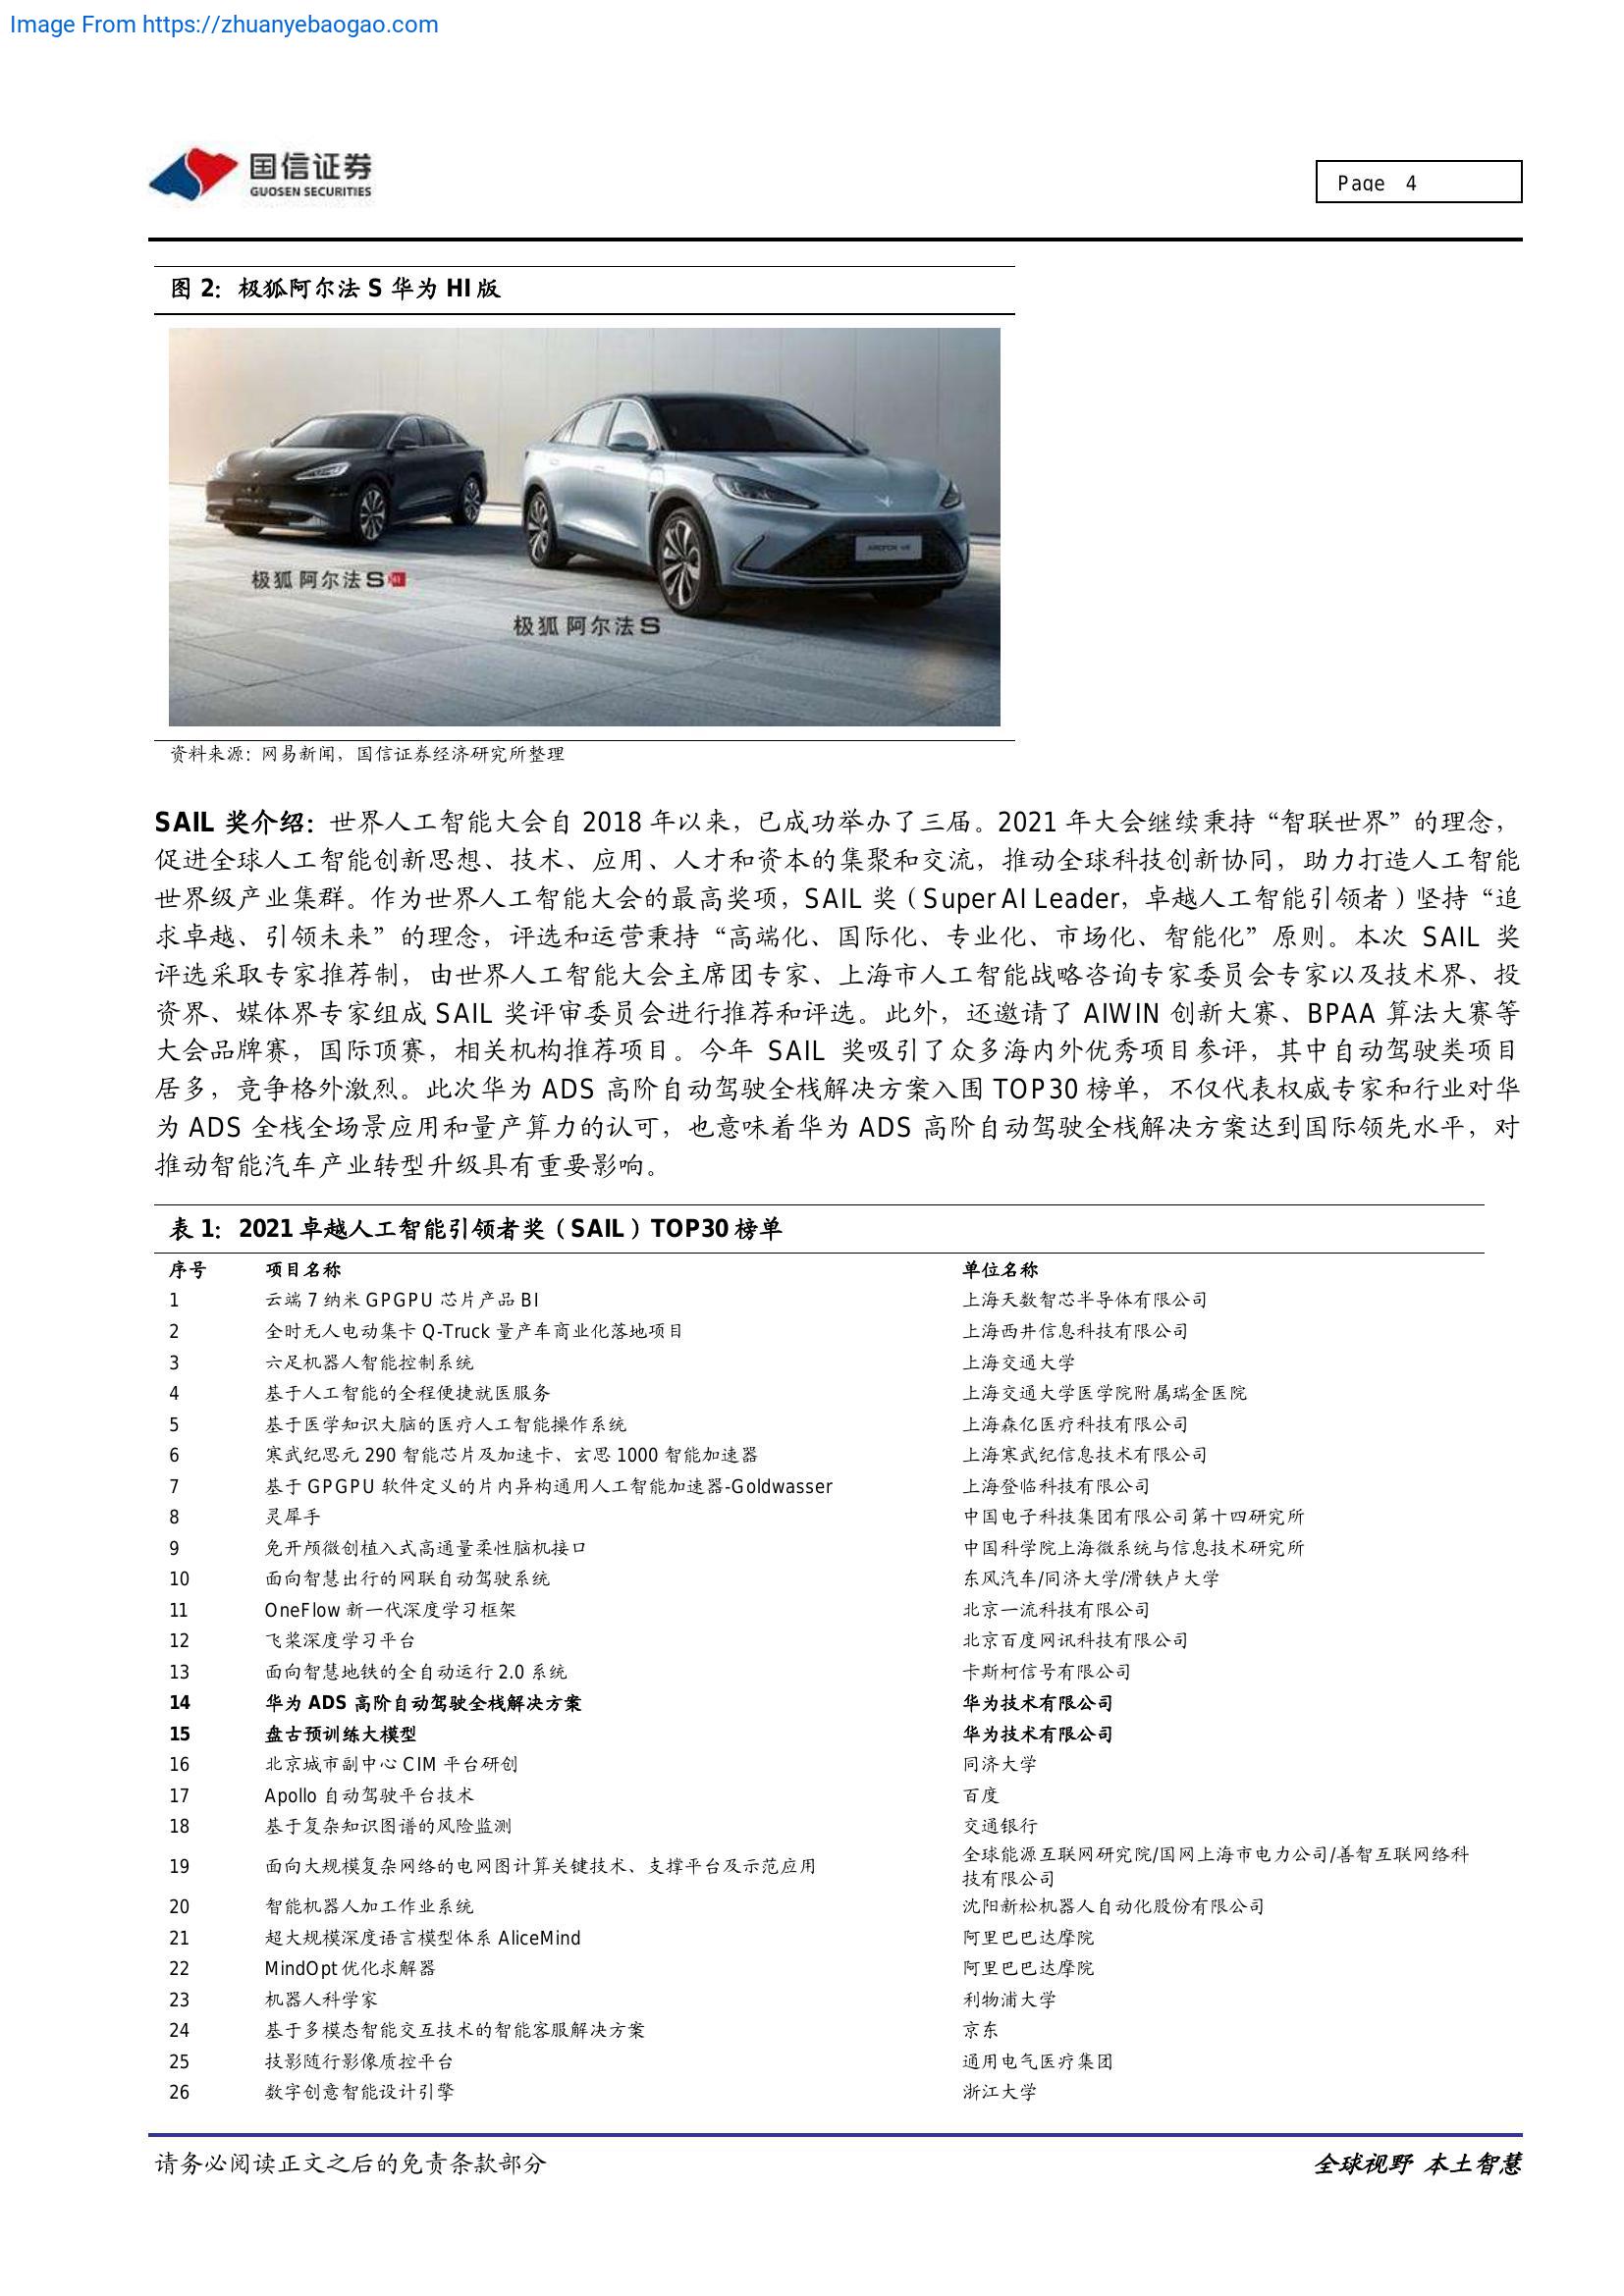 Image From https://zhuanyebaogao.com
国信证券
GUOSEN SECURITIES
Page 4
图 2：极狐阿尔法 S 华为 HI 版
极狐 阿尔法 S HI
极狐 阿尔法 S
资料来源：网易新闻，国信证券经济研究所整理
SAIL 奖介绍：世界人工智能大会自 2018 年以来，已成功举办了三届。2021 年大会继续秉持“智联世界”的理念，
促进全球人工智能创新思想、技术、应用、人才和资本的集聚和交流，推动全球科技创新协同，助力打造人工智能
世界级产业集群。作为世界人工智能大会的最高奖项，SAIL 奖（Super AI Leader，卓越人工智能引领者）坚持“追
求卓越、引领未来”的理念，评选和运营秉持“高端化、国际化、专业化、市场化、智能化”原则。本次 SAIL 奖
评选采取专家推荐制，由世界人工智能大会主席团专家、上海市人工智能战略咨询专家委员会专家以及技术界、投
资界、媒体界专家组成 SAIL 奖评审委员会进行推荐和评选。此外，还邀请了 AIWIN 创新大赛、BPAA 算法大赛等
大会品牌赛，国际顶赛，相关机构推荐项目。今年 SAIL 奖吸引了众多海内外优秀项目参评，其中自动驾驶类项目
居多，竞争格外激烈。此次华为 ADS 高阶自动驾驶全栈解决方案入围 TOP30 榜单，不仅代表权威专家和行业对华
为 ADS 全栈全场景应用和量产算力的认可，也意味着华为 ADS 高阶自动驾驶全栈解决方案达到国际领先水平，对
推动智能汽车产业转型升级具有重要影响。
表 1：2021 卓越人工智能引领者奖（SAIL）TOP30 榜单
序号 项目名称 单位名称
1 云端 7 纳米 GPGPU 芯片产品 BI 上海天数智芯半导体有限公司
2 全时无人电动集卡 Q-Truck 量产车商业化落地项目 上海西井信息科技有限公司
3 六足机器人智能控制系统 上海交通大学
4 基于人工智能的全程便捷就医服务 上海交通大学医学院附属瑞金医院
5 基于医学知识大脑的医疗人工智能操作系统 上海森亿医疗科技有限公司
6 寒武纪思元 290 智能芯片及加速卡、玄思 1000 智能加速器 上海寒武纪信息技术有限公司
7 基于 GPGPU 软件定义的片内异构通用人工智能加速器-Goldwasser 上海登临科技有限公司
8 灵犀手 中国电子科技集团有限公司第十四研究所
9 免开颅微创植入式高通量柔性脑机接口 中国科学院上海微系统与信息技术研究所
10 面向智慧出行的网联自动驾驶系统 东风汽车/同济大学/滑铁卢大学
11 OneFlow 新一代深度学习框架 北京一流科技有限公司
12 飞桨深度学习平台 北京百度网讯科技有限公司
13 面向智慧地铁的全自动运行 2.0 系统 卡斯柯信号有限公司
14 华为 ADS 高阶自动驾驶全栈解决方案 华为技术有限公司
15 盘古预训练大模型 华为技术有限公司
16 北京城市副中心 CIM 平台研创 同济大学
17 Apollo 自动驾驶平台技术 百度
18 基于复杂知识图谱的风险监测 交通银行
19 面向大规模复杂网络的电网图计算关键技术、支撑平台及示范应用 全球能源互联网研究院/国网上海市电力公司/善智互联网络科
技有限公司
20 智能机器人加工作业系统 沈阳新松机器人自动化股份有限公司
21 超大规模深度语言模型体系 AliceMind 阿里巴巴达摩院
22 MindOpt 优化求解器 阿里巴巴达摩院
23 机器人科学家 利物浦大学
24 基于多模态智能交互技术的智能客服解决方案 京东
25 技影随行影像质控平台 通用电气医疗集团
26 数字创意智能设计引擎 浙江大学
请务必阅读正文之后的免责条款部分
全球视野 本土智慧